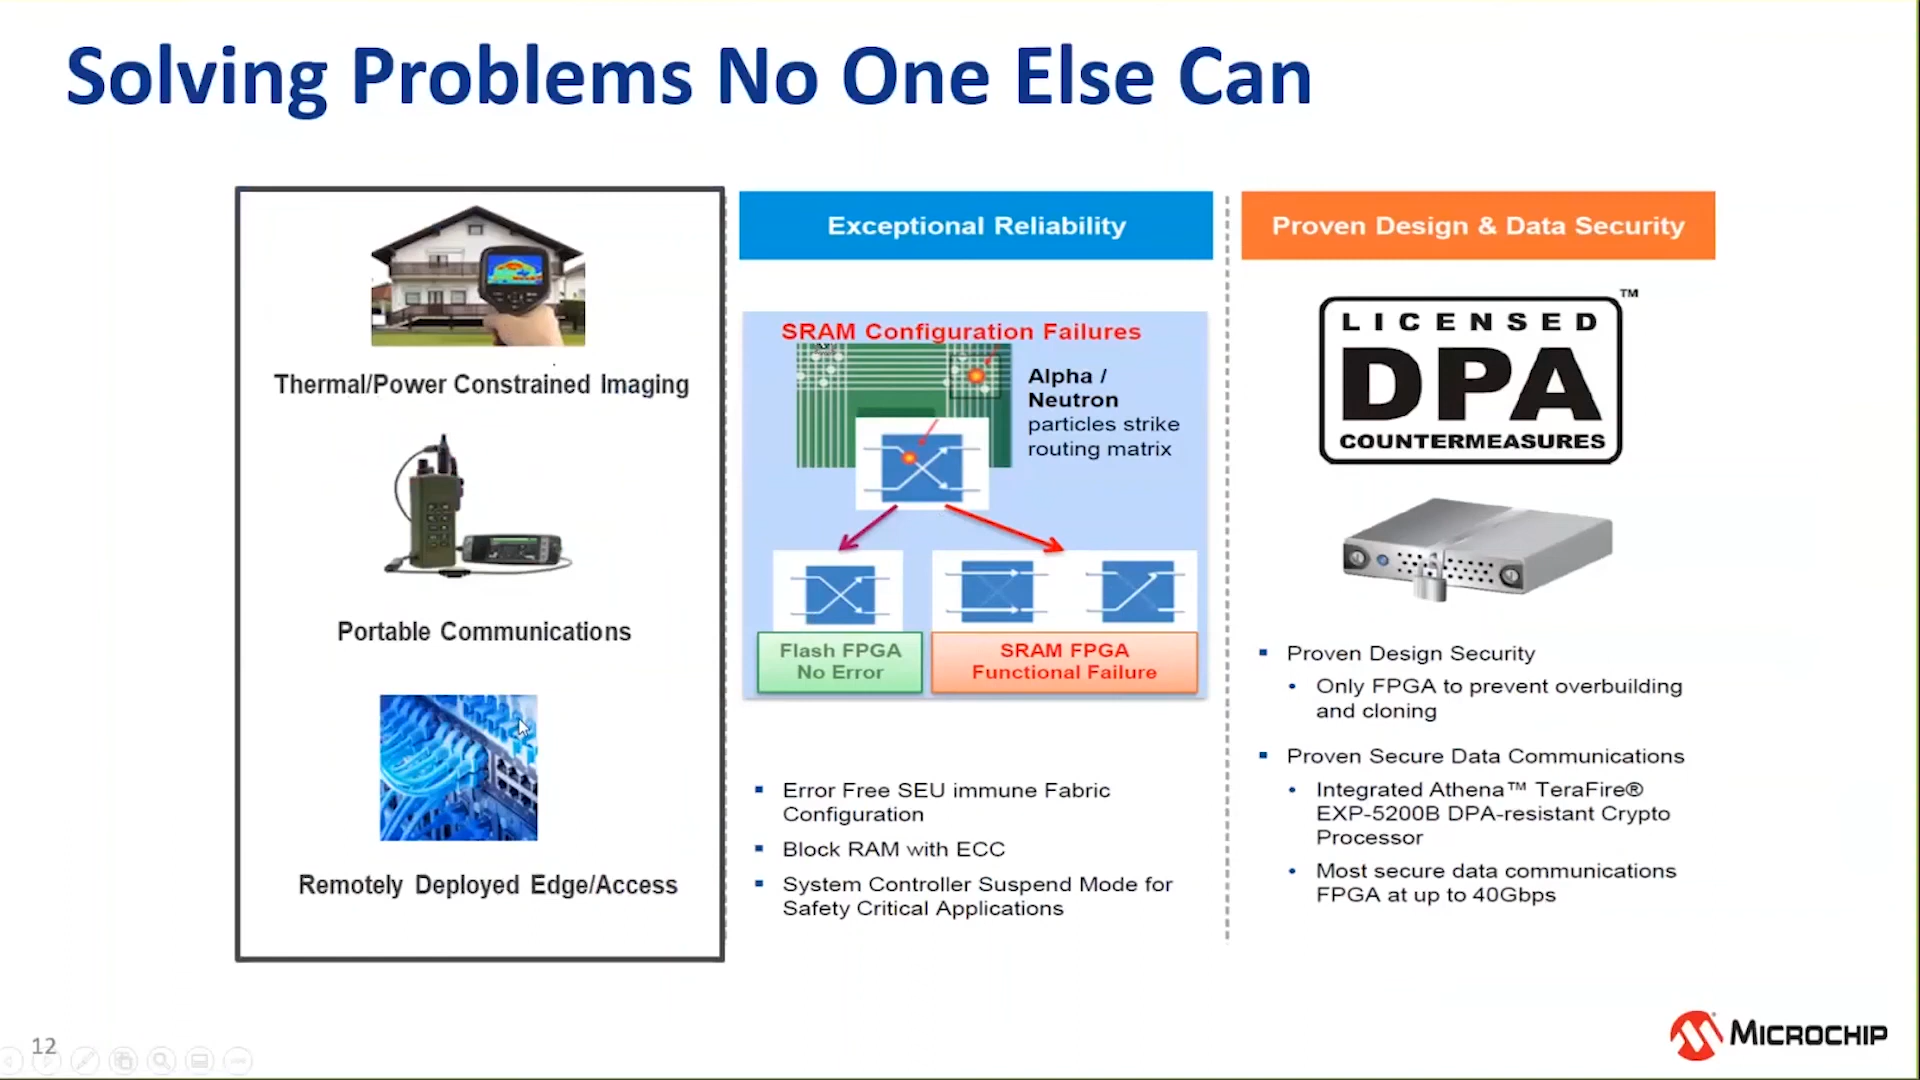 Solving Problems No One Else Can
Thermal/Power Constrained Imaging
Portable Communications
Remotely Deployed Edge/Access
Exceptional Reliability
SRAM Configuration Failures
Alpha /
Neutron
particles strike
routing matrix
Flash FPGA
No Error
SRAM FPGA
Functional Failure
▪ Error Free SEU immune Fabric
Configuration
▪ Block RAM with ECC
▪ System Controller Suspend Mode for
Safety Critical Applications
Proven Design & Data Security
LICENSED
DPA
COUNTERMEASURES
™
▪ Proven Design Security
• Only FPGA to prevent overbuilding
and cloning
▪ Proven Secure Data Communications
• Integrated Athena™ TeraFire®
EXP-5200B DPA-resistant Crypto
Processor
• Most secure data communications
FPGA at up to 40Gbps
12
MICROCHIP